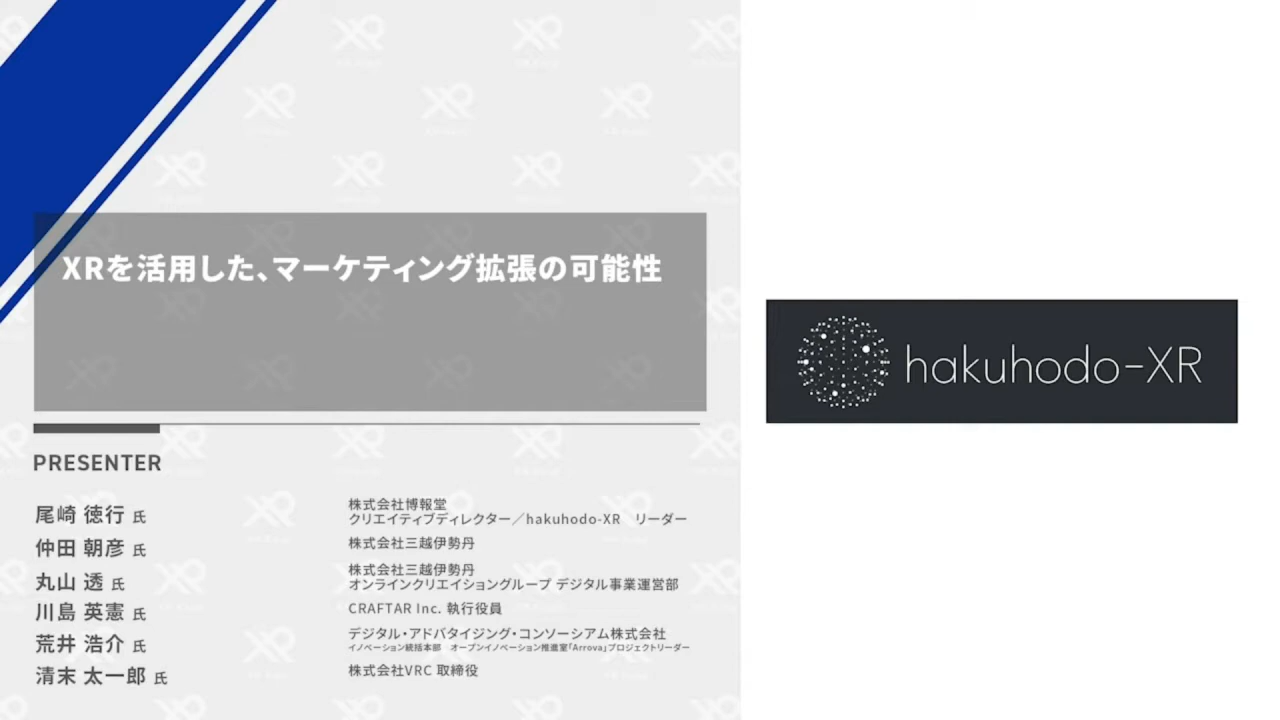 XRを活用した、マーケティング拡張の可能性
PRESENTER
尾崎 徳行 氏
株式会社博報堂
クリエイティブディレクター／hakuhodo-XR　リーダー
仲田 朝彦 氏
株式会社三越伊勢丹
丸山 透 氏
株式会社三越伊勢丹
オンラインクリエイショングループ デジタル事業運営部
川島 英憲 氏
CRAFTAR Inc. 執行役員
荒井 浩介 氏
デジタル・アドバタイジング・コンソーシアム株式会社
イノベーション統括本部　オープンイノベーション推進室「Arrova」プロジェクトリーダー
清末 太一郎 氏
株式会社VRC 取締役
hakuhodo-XR